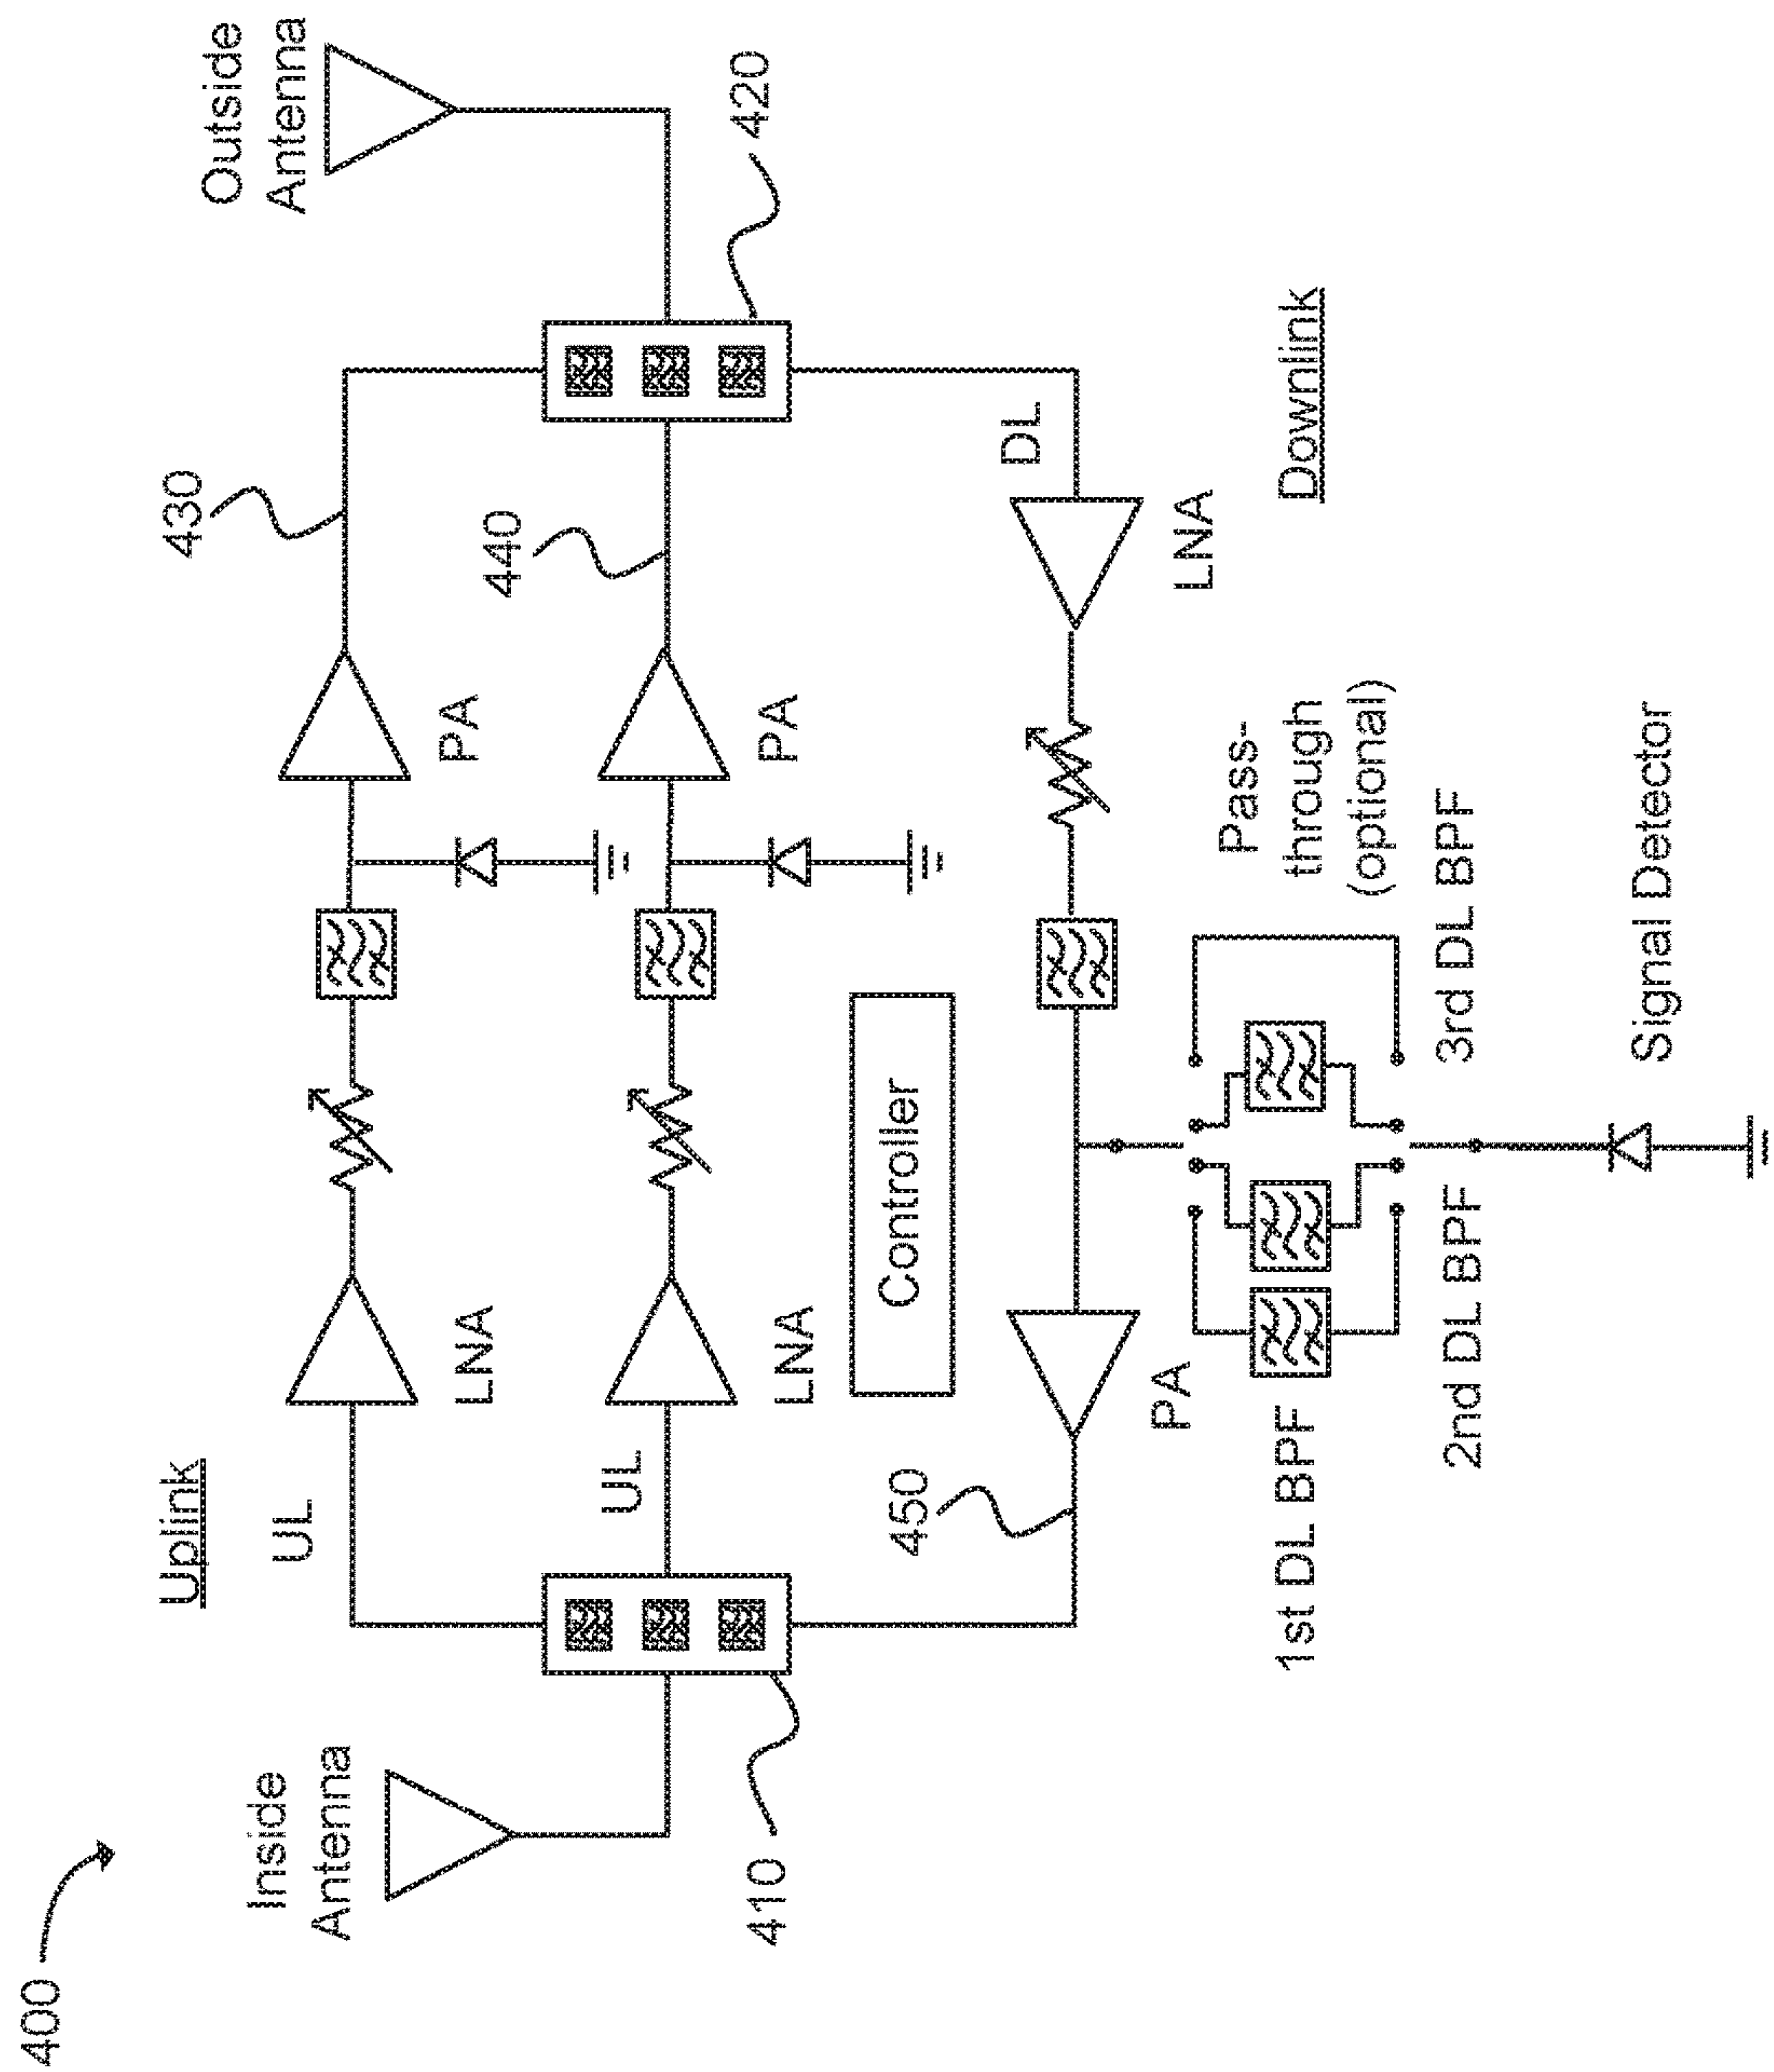 400
Uplink
Inside
Antenna
Outside
Antenna
UL
LNA
PA
430
UL
LNA
PA
440
410
420
Controller
450
PA
DL
LNA
Downlink
Pass-
through
(optional)
1st DL BPF
2nd DL BPF
3rd DL BPF
Signal Detector